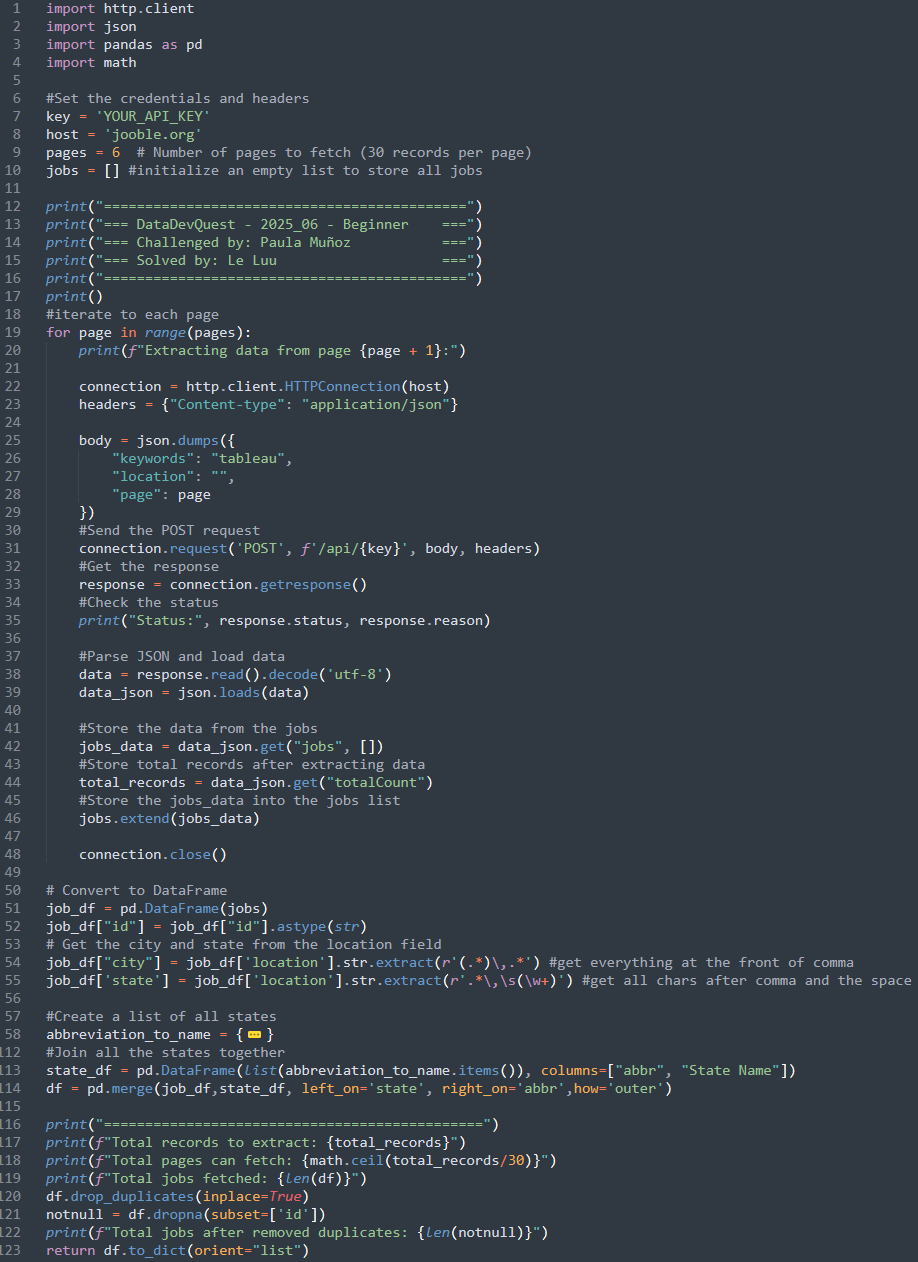 1 import http.client
2 import json
3 import pandas as pd
4 import math
5
6 #Set the credentials and headers
7 key = 'YOUR_API_KEY'
8 host = 'jooble.org'
9 pages = 6  # Number of pages to fetch (30 records per page)
10 jobs = [] #initialize an empty list to store all jobs
11
12 print("============================================")
13 print("=== DataDevQuest - 2025_06 - Beginner    ===")
14 print("=== Challenged by: Paula Muñoz           ===")
15 print("=== Solved by: Le Luu                    ===")
16 print("============================================")
17 print()
18 #iterate to each page
19 for page in range(pages):
20     print(f"Extracting data from page {page + 1}:")
21
22     connection = http.client.HTTPConnection(host)
23     headers = {"Content-type": "application/json"}
24
25     body = json.dumps({
26         "keywords": "tableau",
27         "location": "",
28         "page": page
29     })
30     #Send the POST request
31     connection.request('POST', f'/api/{key}', body, headers)
32     #Get the response
33     response = connection.getresponse()
34     #Check the status
35     print("Status:", response.status, response.reason)
36
37     #Parse JSON and load data
38     data = response.read().decode('utf-8')
39     data_json = json.loads(data)
40
41     #Store the data from the jobs
42     jobs_data = data_json.get("jobs", [])
43     #Store total records after extracting data
44     total_records = data_json.get("totalCount")
45     #Store the jobs_data into the jobs list
46     jobs.extend(jobs_data)
47
48     connection.close()
49
50 # Convert to DataFrame
51 job_df = pd.DataFrame(jobs)
52 job_df["id"] = job_df["id"].astype(str)
53 # Get the city and state from the location field
54 job_df["city"] = job_df['location'].str.extract(r'(.*)\,.*') #get everything at the front of comma
55 job_df['state'] = job_df['location'].str.extract(r'.*\,\s(\w+)') #get all chars after comma and the space
56
57 #Create a list of all states
58 abbreviation_to_name = {...}
112 #Join all the states together
113 state_df = pd.DataFrame(list(abbreviation_to_name.items()), columns=["abbr", "State Name"])
114 df = pd.merge(job_df,state_df, left_on='state', right_on='abbr',how='outer')
115
116 print("==============================================")
117 print(f"Total records to extract: {total_records}")
118 print(f"Total pages can fetch: {math.ceil(total_records/30)}")
119 print(f"Total jobs fetched: {len(df)}")
120 df.drop_duplicates(inplace=True)
121 notnull = df.dropna(subset=['id'])
122 print(f"Total jobs after removed duplicates: {len(notnull)}")
123 return df.to_dict(orient="list")